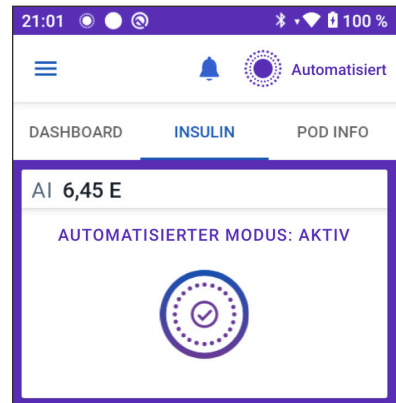 21:01 100 %
Automatisiert
DASHBOARD INSULIN POD INFO
AI 6,45 E
AUTOMATISIERTER MODUS: AKTIV